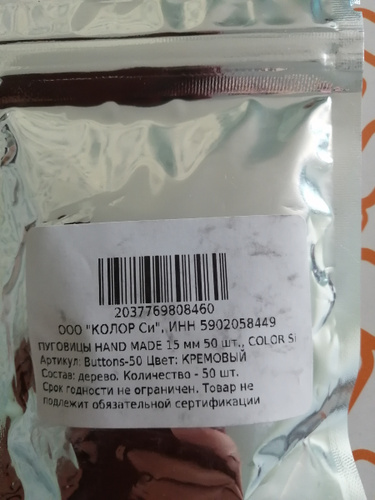 2037769808460
ООО "КОЛОР Си", ИНН 5902058449
ПУГОВИЦЫ HAND MADE 15 мм 50 шт., COLOR SI
Артикул: Buttons-50 Цвет: КРЕМОВЫЙ
Состав: дерево. Количество - 50 шт.
Срок годности не ограничен. Товар не
подлежит обязательной сертификации